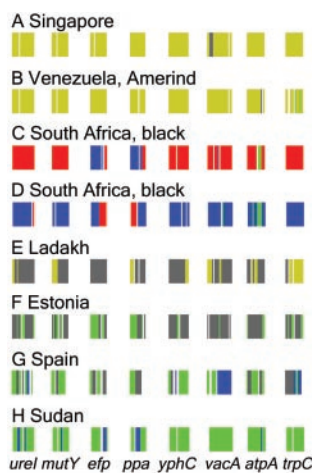 A Singapore
B Venezuela, Amerind
C South Africa, black
D South Africa, black
E Ladakh
F Estonia
G Spain
H Sudan
ureI mutY efp ppa yphC vacA atpA trpC